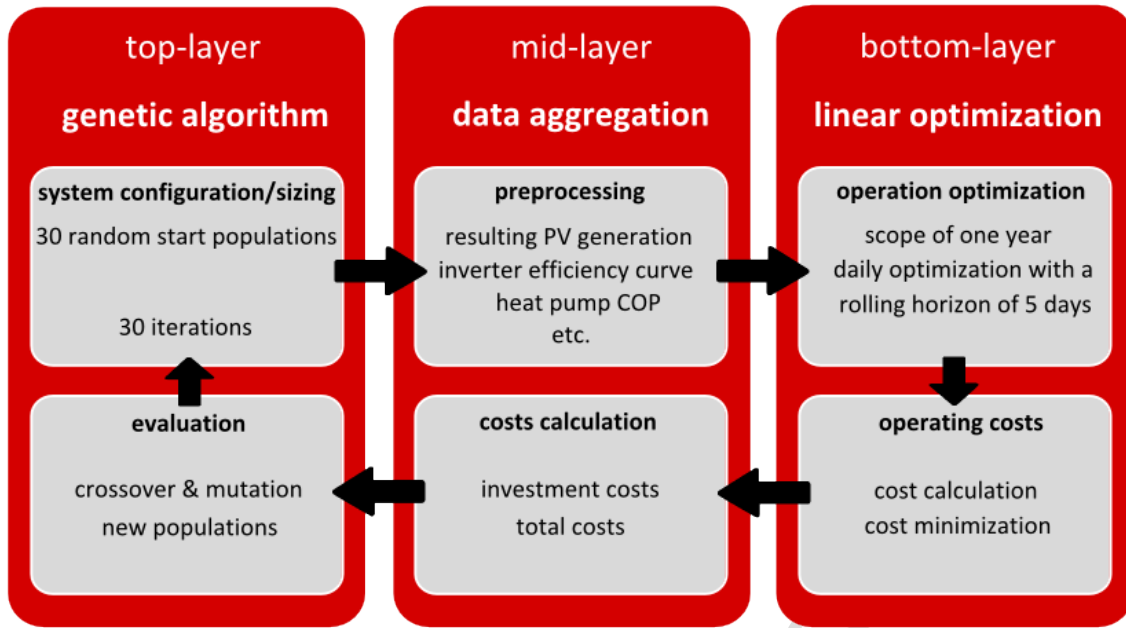 top-layer
genetic algorithm
system configuration/sizing
30 random start populations
30 iterations
evaluation
crossover & mutation
new populations
mid-layer
data aggregation
preprocessing
resulting PV generation
inverter efficiency curve
heat pump COP
etc.
costs calculation
investment costs
total costs
bottom-layer
linear optimization
operation optimization
scope of one year
daily optimization with a
rolling horizon of 5 days
operating costs
cost calculation
cost minimization